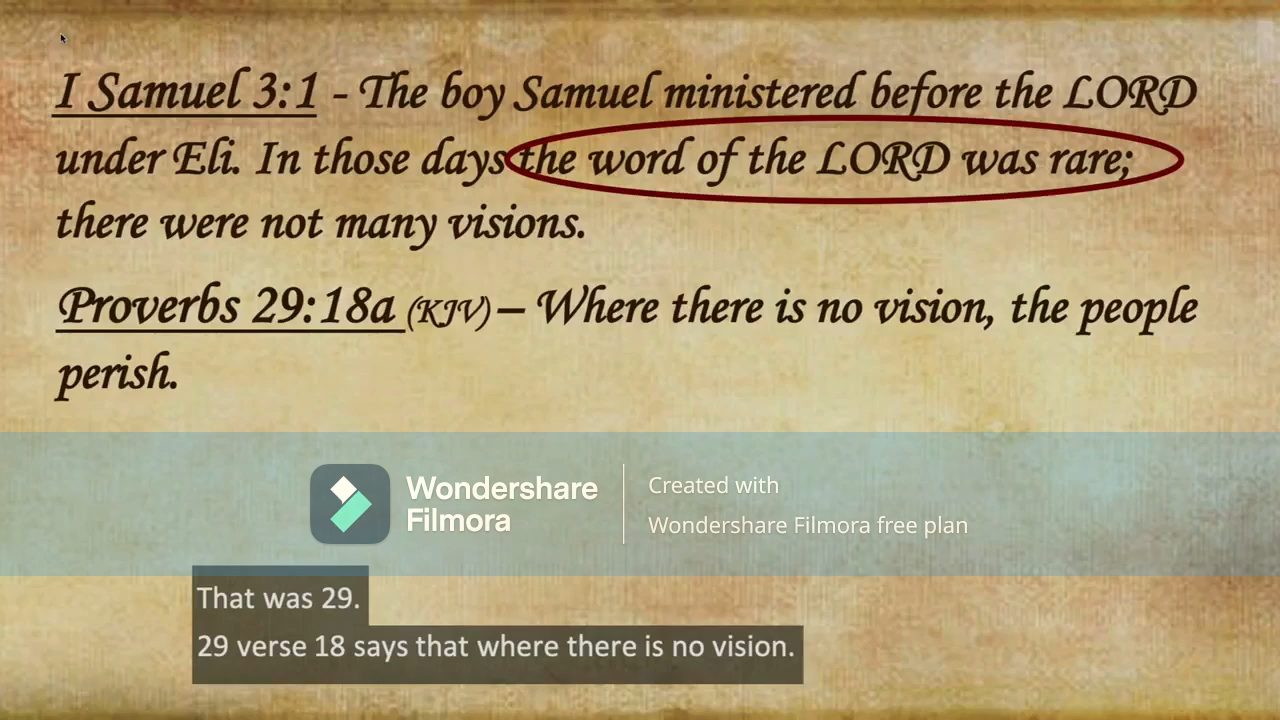 I Samuel 3:1 - The boy Samuel ministered before the LORD
under Eli. In those days the word of the LORD was rare;
there were not many visions.
Proverbs 29:18a (KJV) – Where there is no vision, the people
perish.
Wondershare
Filmora
Created with
Wondershare Filmora free plan
That was 29.
29 verse 18 says that where there is no vision.